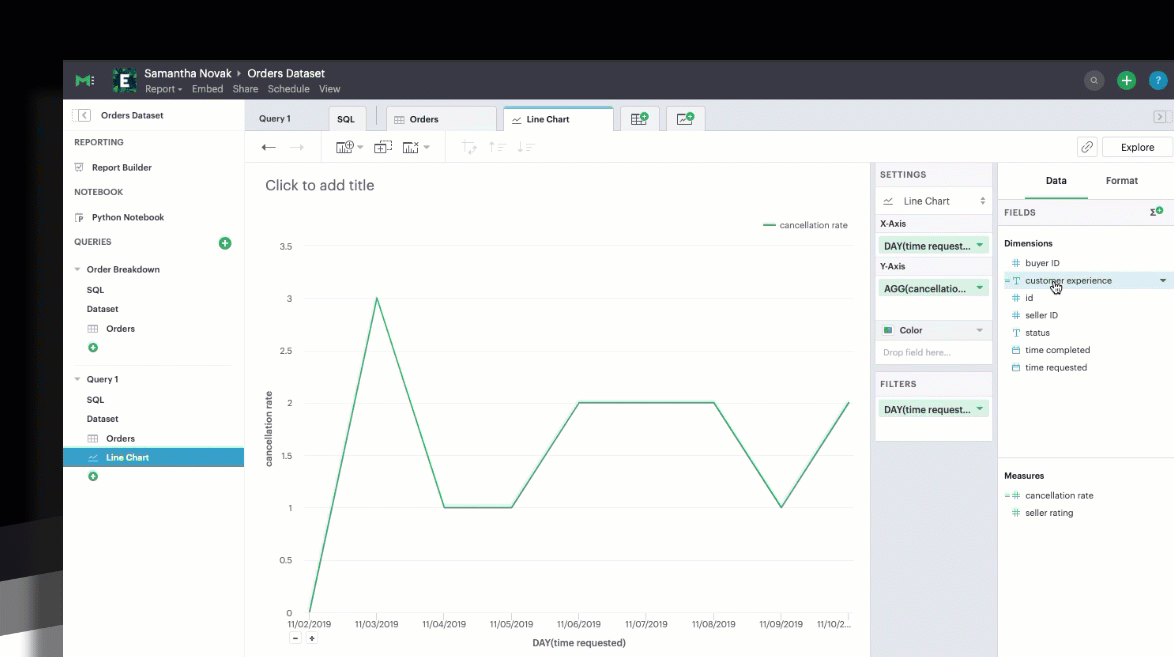 Samantha Novak ▸ Orders Dataset
Report Embed Share Schedule View
?
Orders Dataset
REPORTING
Report Builder
NOTEBOOK
Python Notebook
QUERIES
Order Breakdown
SQL
Dataset
Orders
Query 1
SQL
Dataset
Orders
Line Chart
Query 1
SQL
Orders
Line Chart
Explore
Click to add title
cancellation rate
3.5
3
2.5
2
1.5
1
0.5
0
cancellation rate
11/02/2019 11/03/2019 11/04/2019 11/05/2019 11/06/2019 11/07/2019 11/08/2019 11/09/2019 11/10/2...
DAY(time requested)
SETTINGS
Line Chart
X-Axis
DAY(time request...
Y-Axis
AGG(cancellatio...
Color
Drop field here...
FILTERS
DAY(time request...
Data Format
FIELDS
Dimensions
buyer ID
customer experience
id
seller ID
status
time completed
time requested
Measures
cancellation rate
seller rating